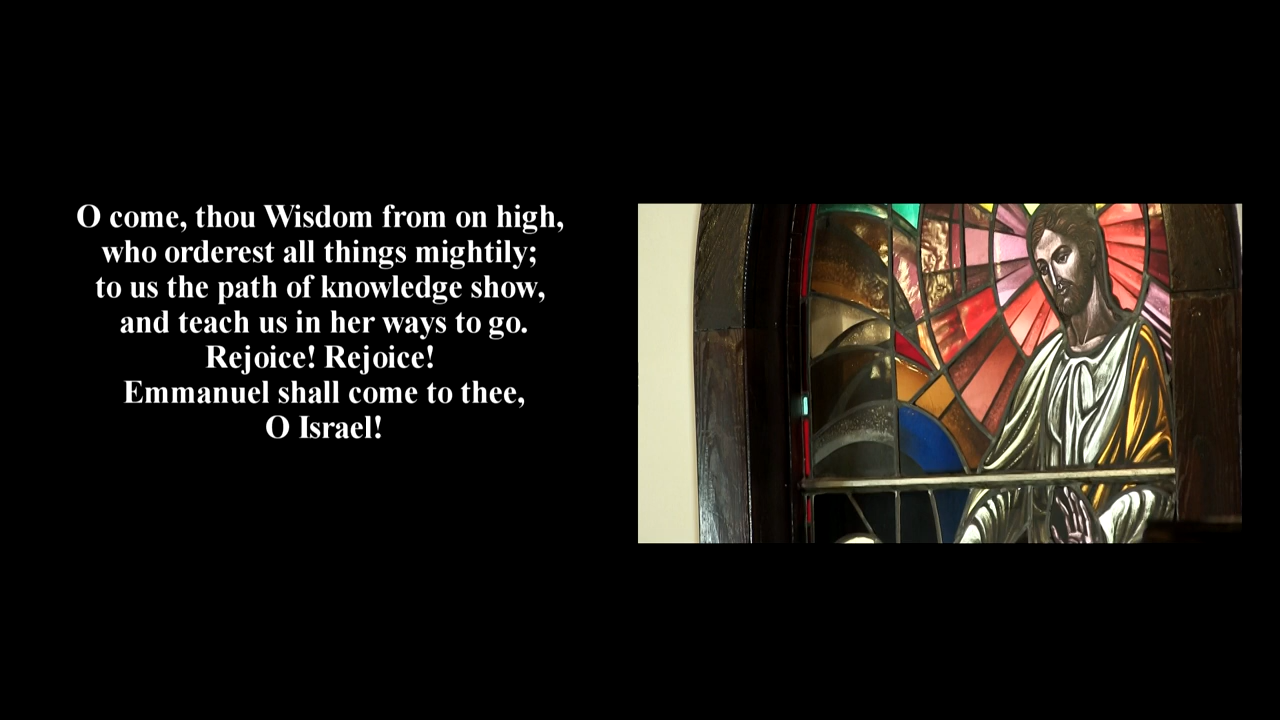 O come, thou Wisdom from on high,
who orderest all things mightily;
to us the path of knowledge show,
and teach us in her ways to go.
Rejoice! Rejoice!
Emmanuel shall come to thee,
O Israel!